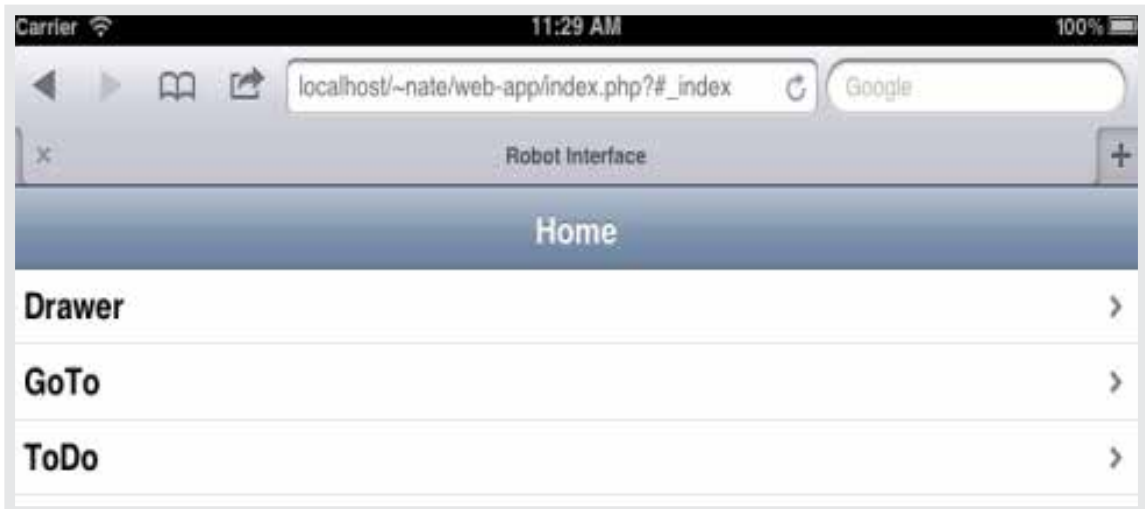 Carrier 11:29 AM 100%
localhost/~nate/web-app/index.php?#_index Google
Robot Interface
Home
Drawer
GoTo
ToDo